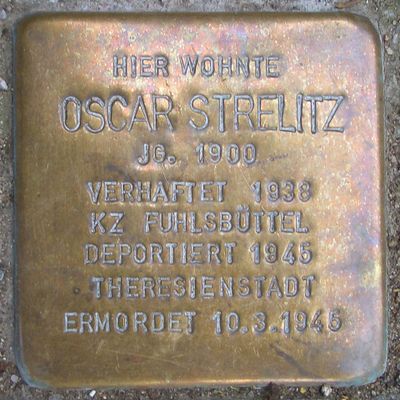 HIER WOHNTE
OSCAR STRELITZ
JG. 1900
VERHAFTET 1938
KZ FUHLSBÜTTEL
DEPORTIERT 1945
THERESIENSTADT
ERMORDET 10.3.1945